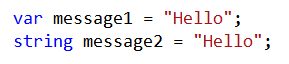 var message1 = "Hello";
string message2 = "Hello";